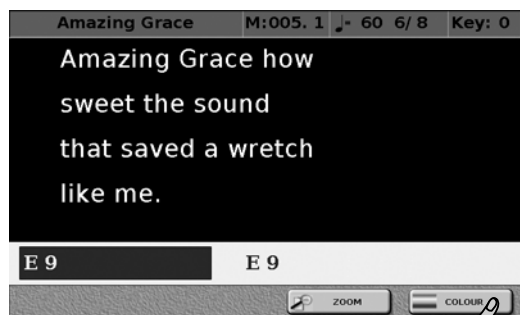 Amazing Grace M:005. 1 ♩= 60 6/8 Key: 0
Amazing Grace how
sweet the sound
that saved a wretch
like me.
E 9 E 9
ZOOM COLOUR